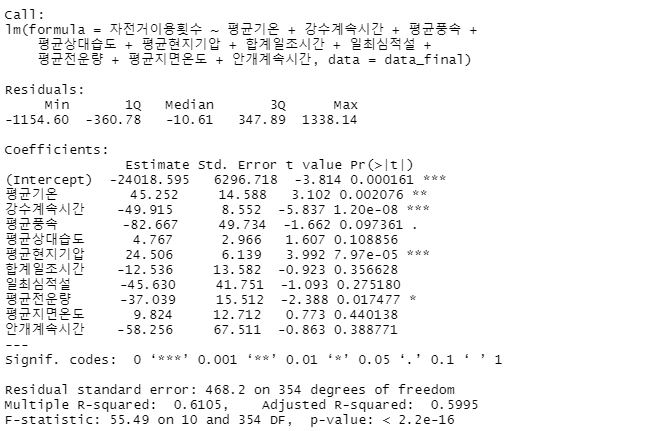 Call:
lm(formula = 자전거이용횟수 ~ 평균기온 + 강수계속시간 + 평균풍속 +
    평균상대습도 + 평균현지기압 + 합계일조시간 + 일최심적설 +
    평균전운량 + 평균지면온도 + 안개계속시간, data = data_final)

Residuals:
     Min       1Q   Median       3Q      Max
-1154.60  -360.78   -10.61   347.89  1338.14

Coefficients:
               Estimate Std. Error t value Pr(>|t|)
(Intercept)  -24018.595   6296.718  -3.814 0.000161 ***
평균기온         45.252     14.588   3.102 0.002076 **
강수계속시간    -49.915      8.552  -5.837 1.20e-08 ***
평균풍속        -82.667     49.734  -1.662 0.097361 .
평균상대습도      4.767      2.966   1.607 0.108856
평균현지기압     24.506      6.139   3.992 7.97e-05 ***
합계일조시간    -12.536     13.582  -0.923 0.356628
일최심적설      -45.630     41.751  -1.093 0.275180
평균전운량      -37.039     15.512  -2.388 0.017477 *
평균지면온도      9.824     12.712   0.773 0.440138
안개계속시간    -58.256     67.511  -0.863 0.388771
---
Signif. codes:  0 ‘***’ 0.001 ‘**’ 0.01 ‘*’ 0.05 ‘.’ 0.1 ‘ ’ 1

Residual standard error: 468.2 on 354 degrees of freedom
Multiple R-squared:  0.6105,    Adjusted R-squared:  0.5995
F-statistic: 55.49 on 10 and 354 DF,  p-value: < 2.2e-16